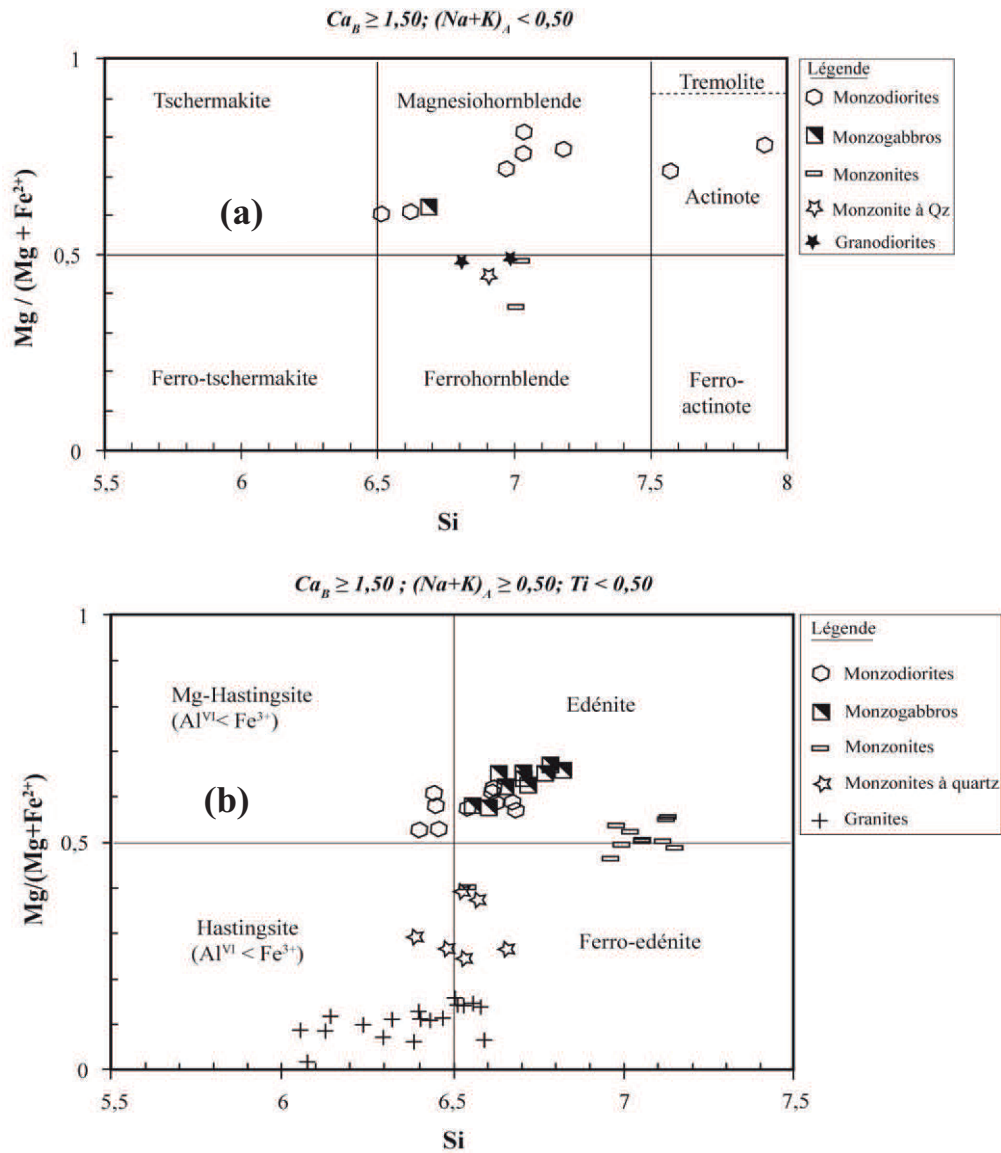 Ca_B ≥ 1,50; (Na+K)_A < 0,50
1
Tschermakite
Magnesiohornblende
Tremolite
(a)
Actinote
0,5
Mg / (Mg + Fe²⁺)
Ferro-tschermakite
Ferrohornblende
Ferro-
actinote
0
5,5 6 6,5 7 7,5 8
Si
Légende
Monzodiorites
Monzogabbros
Monzonites
Monzonite à Qz
Granodiorites
Ca_B ≥ 1,50 ; (Na+K)_A ≥ 0,50; Ti < 0,50
1
Mg-Hastingsite
(Al^VI< Fe³⁺)
Edénite
(b)
0,5
Mg/(Mg+Fe²⁺)
Hastingsite
(Al^VI < Fe³⁺)
Ferro-edénite
0
5,5 6 6,5 7 7,5
Si
Légende
Monzodiorites
Monzogabbros
Monzonites
Monzonites à quartz
Granites